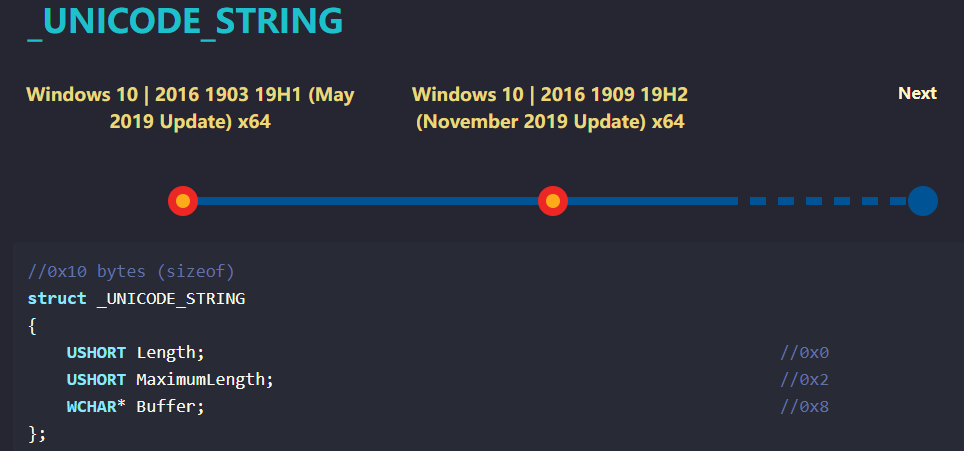 _UNICODE_STRING
Windows 10 | 2016 1903 19H1 (May
2019 Update) x64
Windows 10 | 2016 1909 19H2
(November 2019 Update) x64
Next
//0x10 bytes (sizeof)
struct _UNICODE_STRING
{
    USHORT Length; //0x0
    USHORT MaximumLength; //0x2
    WCHAR* Buffer; //0x8
};